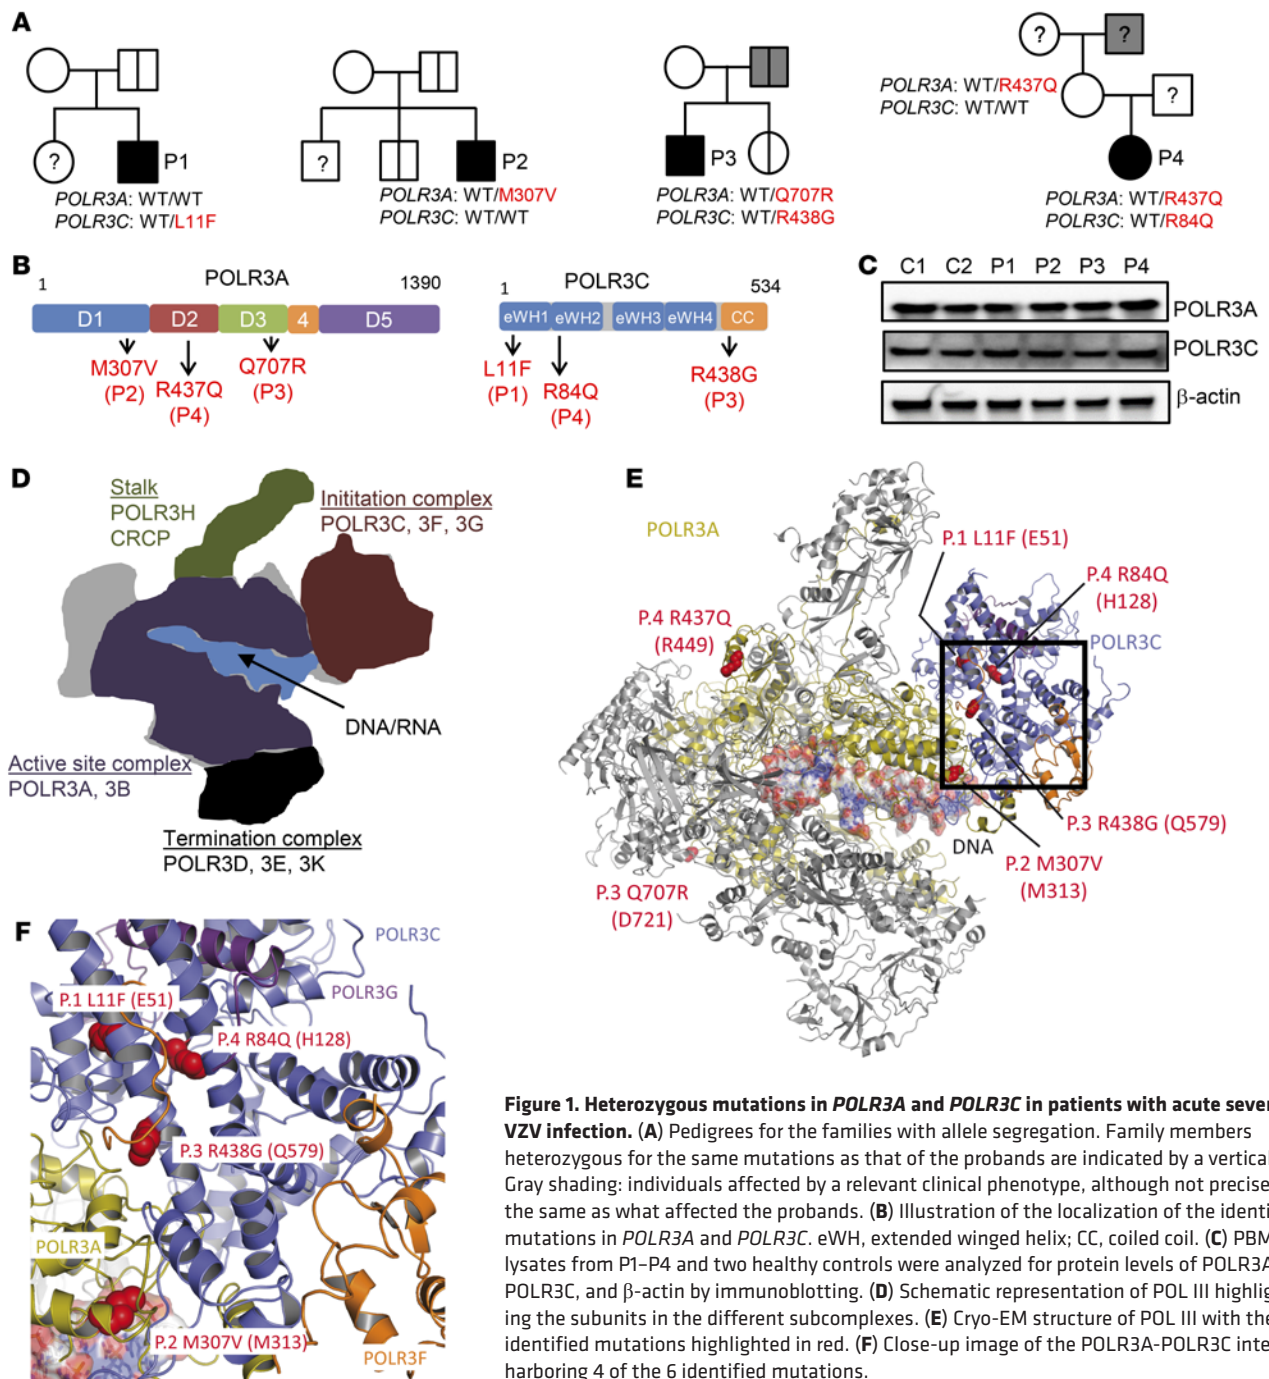 A
?
P1
POLR3A: WT/WT
POLR3C: WT/L11F
?
P2
POLR3A: WT/M307V
POLR3C: WT/WT
P3
POLR3A: WT/Q707R
POLR3C: WT/R438G
?
?
POLR3A: WT/R437Q
POLR3C: WT/WT
?
P4
POLR3A: WT/R437Q
POLR3C: WT/R84Q
B
POLR3A
1
1390
D1
D2
D3
4
D5
M307V
(P2)
R437Q
(P4)
Q707R
(P3)
POLR3C
1
534
eWH1
eWH2
eWH3
eWH4
CC
L11F
(P1)
R84Q
(P4)
R438G
(P3)
C
C1 C2 P1 P2 P3 P4
POLR3A
POLR3C
β-actin
D
Stalk
POLR3H
CRCP
Inititation complex
POLR3C, 3F, 3G
DNA/RNA
Active site complex
POLR3A, 3B
Termination complex
POLR3D, 3E, 3K
E
POLR3A
P.1 L11F (E51)
P.4 R84Q
(H128)
P.4 R437Q
(R449)
POLR3C
P.3 R438G (Q579)
DNA
P.2 M307V
(M313)
P.3 Q707R
(D721)
F
POLR3C
POLR3G
P.1 L11F (E51)
P.4 R84Q (H128)
P.3 R438G (Q579)
POLR3A
P.2 M307V (M313)
POLR3F
Figure 1. Heterozygous mutations in POLR3A and POLR3C in patients with acute sever
VZV infection. (A) Pedigrees for the families with allele segregation. Family members
heterozygous for the same mutations as that of the probands are indicated by a vertical
Gray shading: individuals affected by a relevant clinical phenotype, although not precise
the same as what affected the probands. (B) Illustration of the localization of the identi
mutations in POLR3A and POLR3C. eWH, extended winged helix; CC, coiled coil. (C) PBM
lysates from P1–P4 and two healthy controls were analyzed for protein levels of POLR3A
POLR3C, and β-actin by immunoblotting. (D) Schematic representation of POL III highlig
ing the subunits in the different subcomplexes. (E) Cryo-EM structure of POL III with the
identified mutations highlighted in red. (F) Close-up image of the POLR3A-POLR3C inte
harboring 4 of the 6 identified mutations.